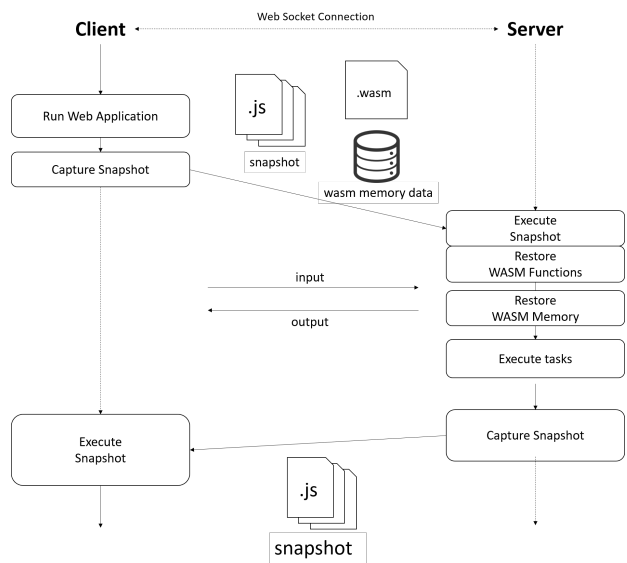 Web Socket Connection
Client
Server
.js
.wasm
Run Web Application
snapshot
Capture Snapshot
wasm memory data
Execute
Snapshot
Restore
WASM Functions
input
Restore
WASM Memory
output
Execute tasks
Execute
Snapshot
Capture Snapshot
.js
snapshot